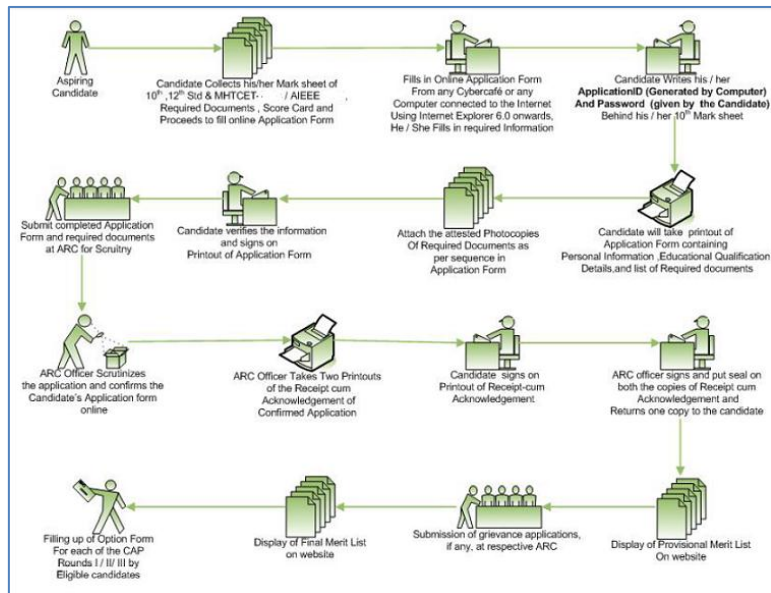 Aspiring
Candidate
Candidate Collects his/her Mark sheet of
10th ,12th Std & MHTCET- / AIEEE ,
Required Documents , Score Card and
Proceeds to fill online Application Form
Fills in Online Application Form
From any Cybercafé or any
Computer connected to the Internet
Using Internet Explorer 6.0 onwards,
He / She Fills in required Information
Candidate Writes his / her
ApplicationID (Generated by Computer)
And Password (given by the Candidate)
Behind his / her 10th Mark sheet
Candidate will take printout of
Application Form containing
Personal Information ,Educational Qualification
Details,and list of Required documents
Attach the attested Photocopies
Of Required Documents as
per sequence in
Application Form
Candidate verifies the information
and signs on
Printout of Application Form
Submit completed Application
Form and required documents
at ARC for Scruitny
ARC Officer Scrutinizes
the application and confirms the
Candidate's Application form
online
ARC Officer Takes Two Printouts
of the Receipt cum
Acknowledgement of
Confirmed Application
Candidate signs on
Printout of Receipt-cum
Acknowledgement
ARC officer signs and put seal on
both the copies of Receipt cum
Acknowledgement and
Returns one copy to the candidate
Display of Provisional Merit List
On website
Submission of grievance applications,
if any, at respective ARC
Display of Final Merit List
on website
Filling up of Option Form
For each of the CAP
Rounds I / II/ III by
Eligible candidates